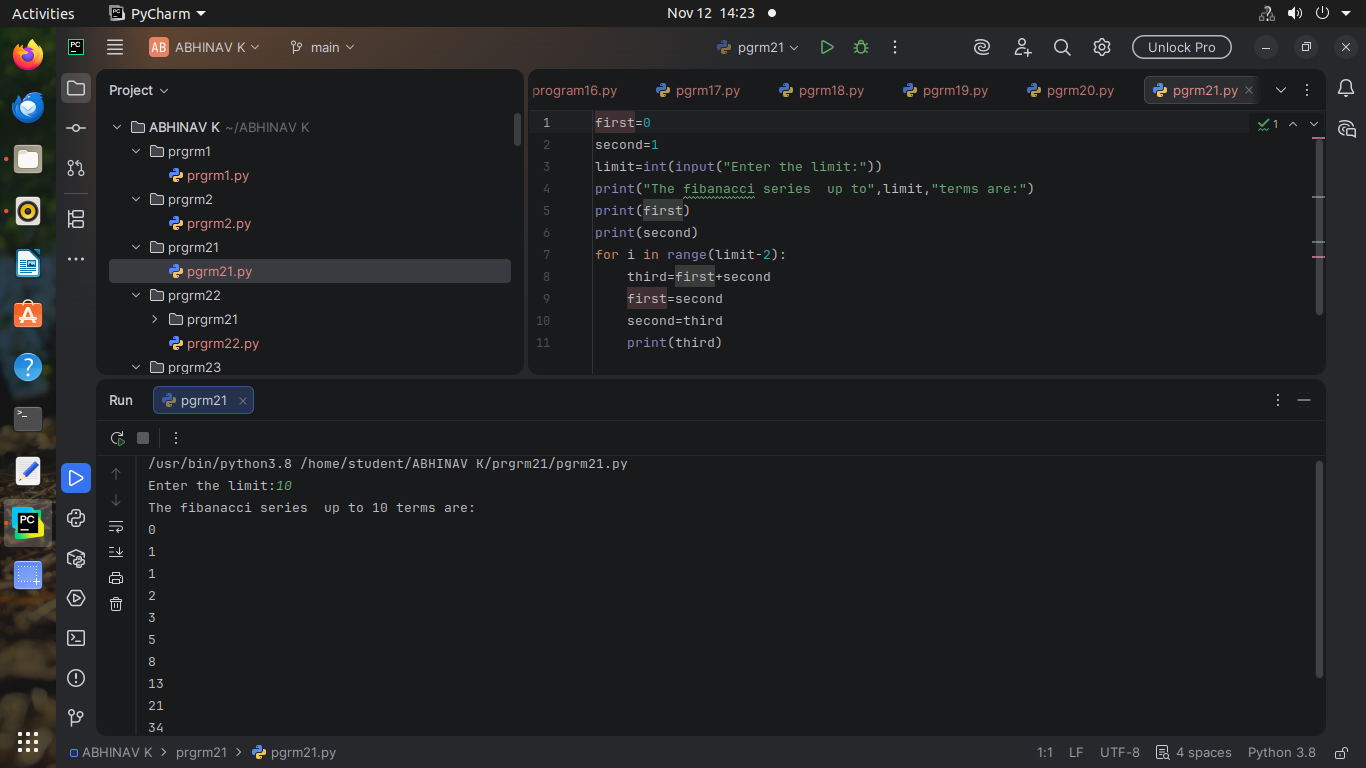 Activities PyCharm Nov 12 14:23
PC AB ABHINAV K main pgrm21 Unlock Pro
Project
ABHINAV K ~/ABHINAV K
prgrm1
prgrm1.py
prgrm2
prgrm2.py
prgrm21
pgrm21.py
prgrm22
prgrm21
prgrm22.py
prgrm23
program16.py pgrm17.py pgrm18.py pgrm19.py pgrm20.py pgrm21.py
1 first=0
2 second=1
3 limit=int(input("Enter the limit:"))
4 print("The fibanacci series  up to",limit,"terms are:")
5 print(first)
6 print(second)
7 for i in range(limit-2):
8 third=first+second
9 first=second
10 second=third
11 print(third)
1
Run pgrm21
/usr/bin/python3.8 /home/student/ABHINAV K/prgrm21/pgrm21.py
Enter the limit:10
The fibanacci series  up to 10 terms are:
0
1
1
2
3
5
8
13
21
34
PC
ABHINAV K prgrm21 pgrm21.py 1:1 LF UTF-8 4 spaces Python 3.8